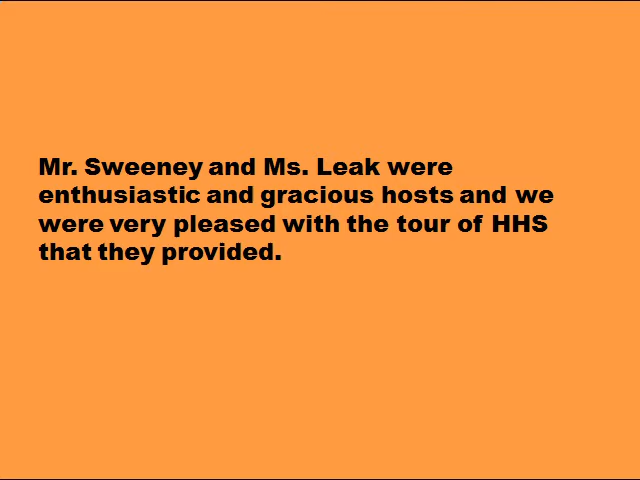 Mr. Sweeney and Ms. Leak were
enthusiastic and gracious hosts and we
were very pleased with the tour of HHS
that they provided.